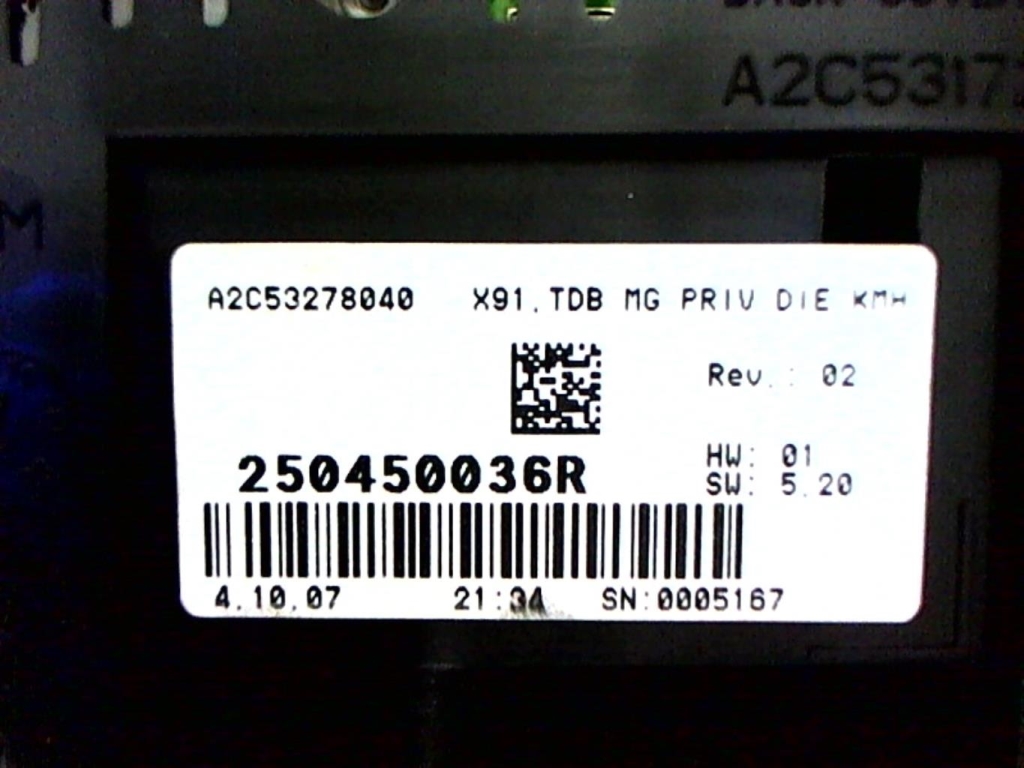 A2C5317
M
A2C53278040 X91.TDB MG PRIV DIE KMH
Rev.: 02
250450036R
HW: 01
SW: 5.20
4.10.07 21:34 SN:0005167